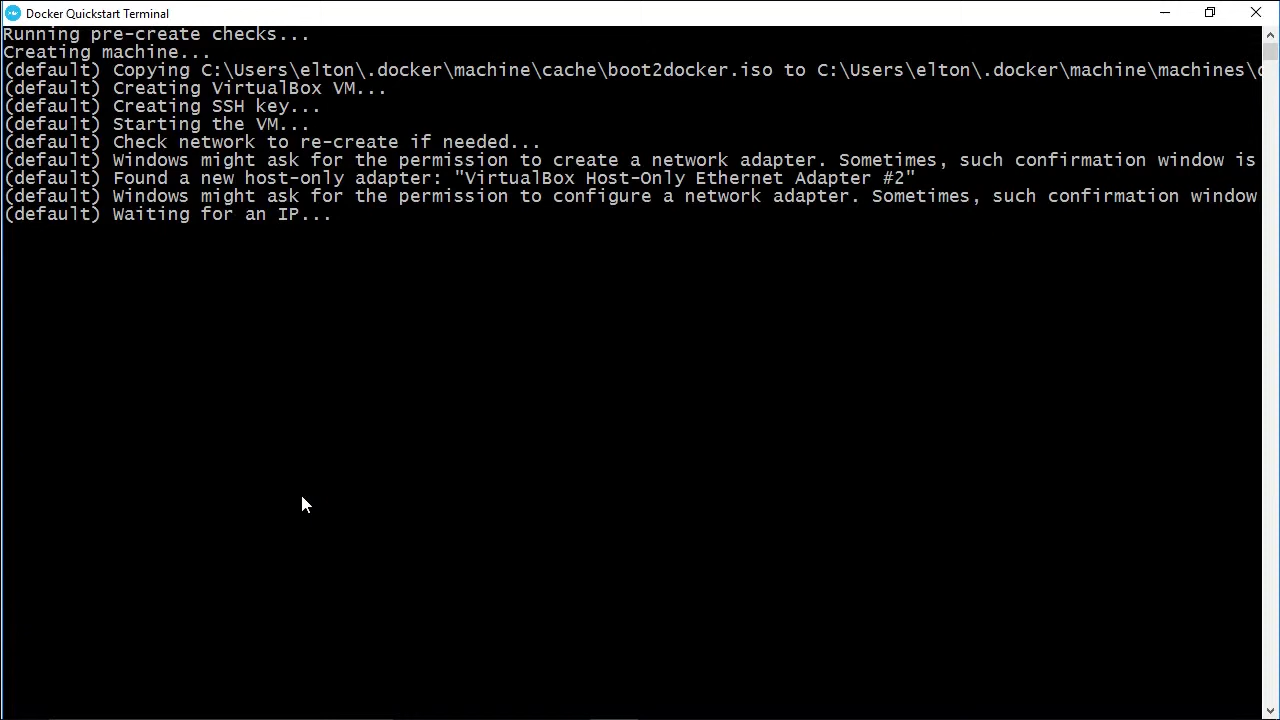 Docker Quickstart Terminal
Running pre-create checks...
Creating machine...
(default) Copying C:\Users\elton\.docker\machine\cache\boot2docker.iso to C:\Users\elton\.docker\machine\machines\d
(default) Creating VirtualBox VM...
(default) Creating SSH key...
(default) Starting the VM...
(default) Check network to re-create if needed...
(default) Windows might ask for the permission to create a network adapter. Sometimes, such confirmation window is
(default) Found a new host-only adapter: "VirtualBox Host-Only Ethernet Adapter #2"
(default) Windows might ask for the permission to configure a network adapter. Sometimes, such confirmation window
(default) Waiting for an IP...